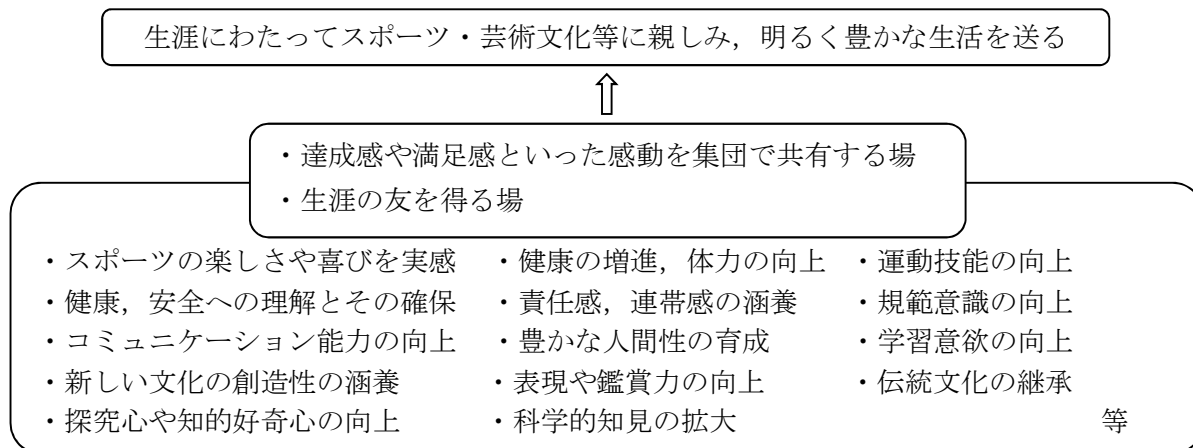 生涯にわたってスポーツ・芸術文化等に親しみ，明るく豊かな生活を送る
・達成感や満足感といった感動を集団で共有する場
・生涯の友を得る場
・スポーツの楽しさや喜びを実感 ・健康の増進，体力の向上 ・運動技能の向上
・健康，安全への理解とその確保 ・責任感，連帯感の涵養 ・規範意識の向上
・コミュニケーション能力の向上 ・豊かな人間性の育成 ・学習意欲の向上
・新しい文化の創造性の涵養 ・表現や鑑賞力の向上 ・伝統文化の継承
・探究心や知的好奇心の向上 ・科学的知見の拡大 等